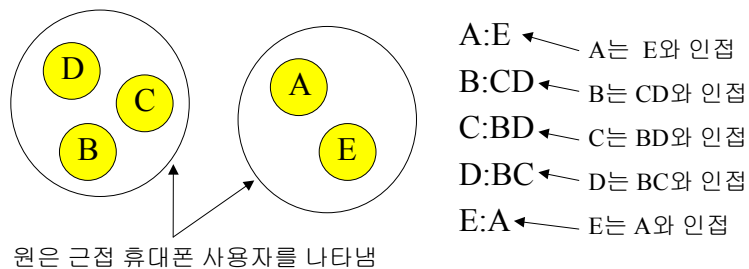 D
C
B
A
E
A:E
A는 E와 인접
B:CD
B는 CD와 인접
C:BD
C는 BD와 인접
D:BC
D는 BC와 인접
E:A
E는 A와 인접
원은 근접 휴대폰 사용자를 나타냄